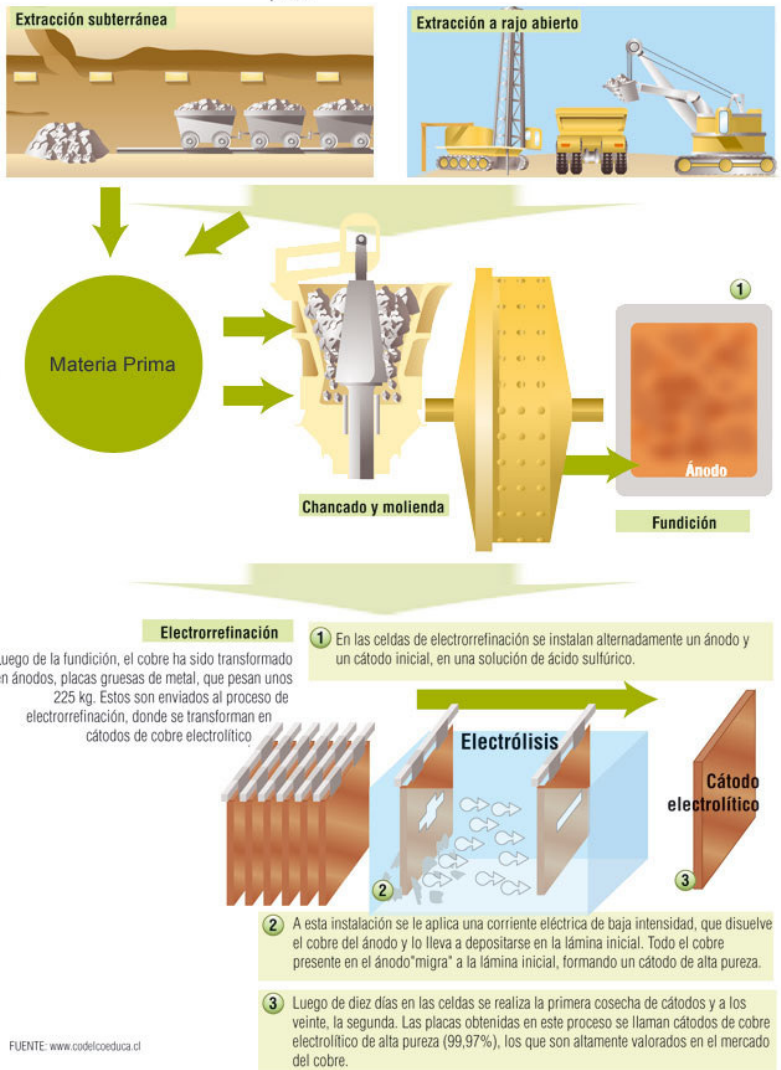 Extracción subterránea
Extracción a rajo abierto
Materia Prima
1
Ánodo
Chancado y molienda
Fundición
Electrorrefinación
uego de la fundición, el cobre ha sido transformado
en ánodos, placas gruesas de metal, que pesan unos
225 kg. Estos son enviados al proceso de
electrorrefinación, donde se transforman en
cátodos de cobre electrolítico
1 En las celdas de electrorrefinación se instalan alternadamente un ánodo y
un cátodo inicial, en una solución de ácido sulfúrico.
Electrólisis
Cátodo
electrolítico
2
3
2 A esta instalación se le aplica una corriente eléctrica de baja intensidad, que disuelve
el cobre del ánodo y lo lleva a depositarse en la lámina inicial. Todo el cobre
presente en el ánodo"migra" a la lámina inicial, formando un cátodo de alta pureza.
3 Luego de diez días en las celdas se realiza la primera cosecha de cátodos y a los
veinte, la segunda. Las placas obtenidas en este proceso se llaman cátodos de cobre
electrolítico de alta pureza (99,97%), los que son altamente valorados en el mercado
del cobre.
FUENTE: www.codelcoeduca.cl